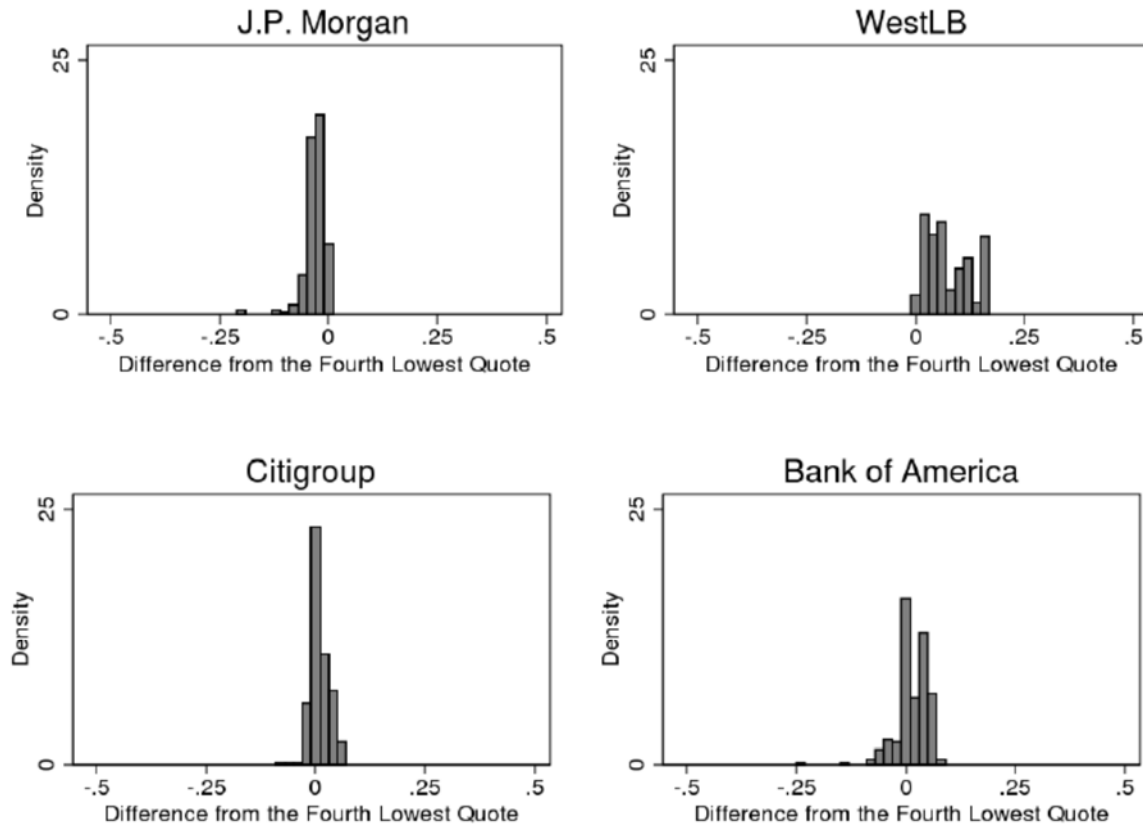 J.P. Morgan
25
Density
0
-.5 -.25 0 .25 .5
Difference from the Fourth Lowest Quote
WestLB
25
Density
0
-.5 -.25 0 .25 .5
Difference from the Fourth Lowest Quote
Citigroup
25
Density
0
-.5 -.25 0 .25 .5
Difference from the Fourth Lowest Quote
Bank of America
25
Density
0
-.5 -.25 0 .25 .5
Difference from the Fourth Lowest Quote